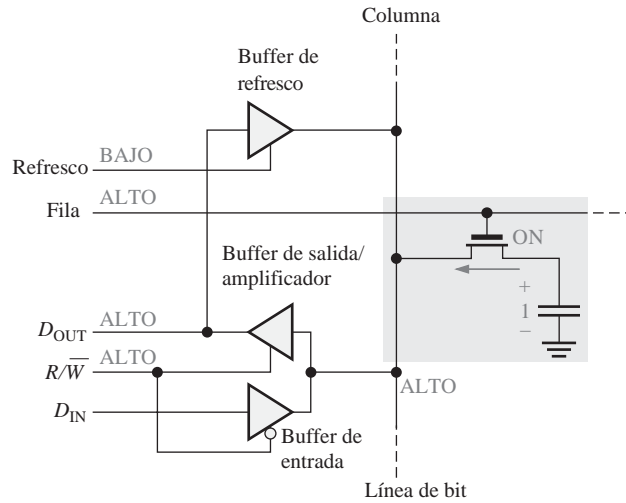 Columna
Buffer de
refresco
Refresco
BAJO
Fila
ALTO
ON
Buffer de salida/
amplificador
+
1
−
D_OUT
ALTO
R/W̅
ALTO
ALTO
D_IN
Buffer de
entrada
Línea de bit